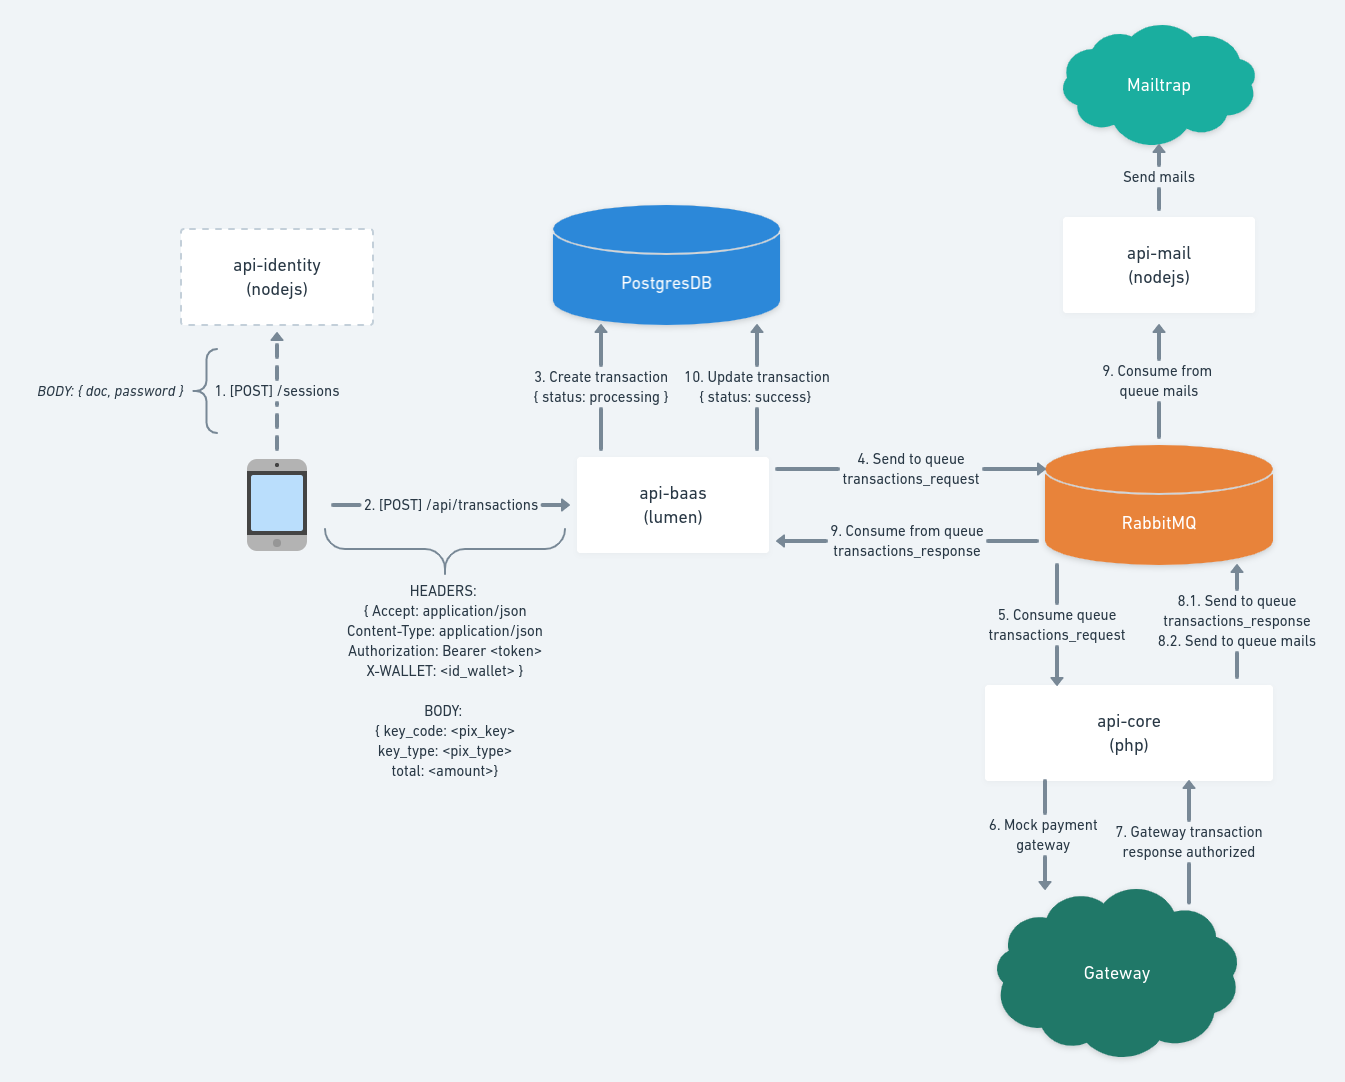 Mailtrap
Send mails
api-mail
(nodejs)
9. Consume from
queue mails
api-identity
(nodejs)
BODY: { doc, password }
1. [POST] /sessions
PostgresDB
3. Create transaction
{ status: processing }
10. Update transaction
{ status: success}
2. [POST] /api/transactions
HEADERS:
{ Accept: application/json
Content-Type: application/json
Authorization: Bearer <token>
X-WALLET: <id_wallet> }
BODY:
{ key_code: <pix_key>
key_type: <pix_type>
total: <amount>}
api-baas
(lumen)
4. Send to queue
transactions_request
9. Consume from queue
transactions_response
RabbitMQ
5. Consume queue
transactions_request
8.1. Send to queue
transactions_response
8.2. Send to queue mails
api-core
(php)
6. Mock payment
gateway
7. Gateway transaction
response authorized
Gateway